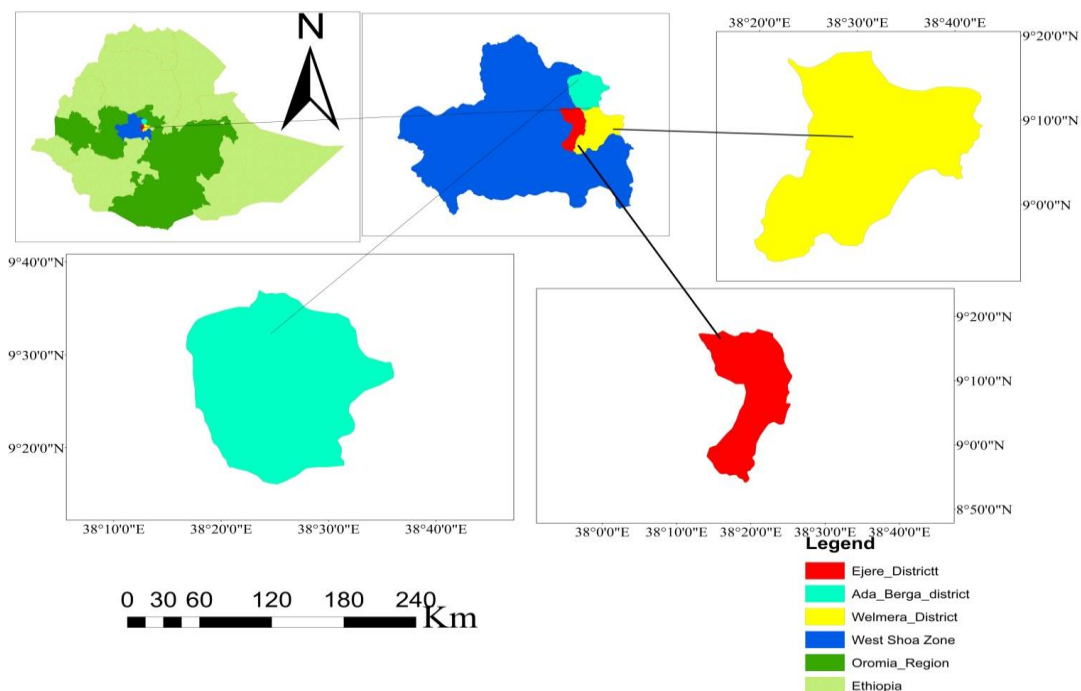 N
38°20'0"E 38°30'0"E 38°40'0"E
9°20'0"N
9°10'0"N
9°0'0"N
9°40'0"N
9°30'0"N
9°20'0"N
38°10'0"E 38°20'0"E 38°30'0"E 38°40'0"E
9°20'0"N
9°10'0"N
9°0'0"N
8°50'0"N
38°0'0"E 38°10'0"E 38°20'0"E 38°30'0"E 38°40'0"E
Legend
Ejere_Districtt
Ada_Berga_district
Welmera_District
West Shoa Zone
Oromia_Region
Ethiopia
0 30 60 120 180 240
Km